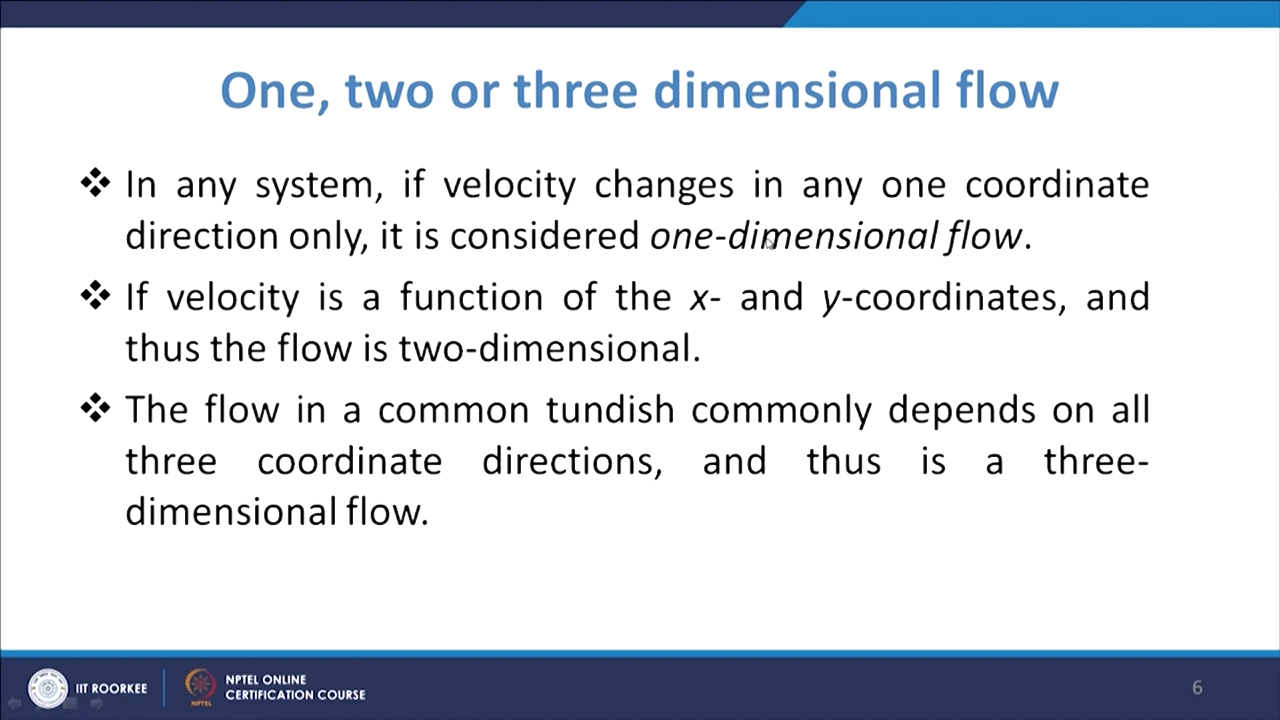 One, two or three dimensional flow
❖ In any system, if velocity changes in any one coordinate
direction only, it is considered one-dimensional flow.
❖ If velocity is a function of the x- and y-coordinates, and
thus the flow is two-dimensional.
❖ The flow in a common tundish commonly depends on all
three coordinate directions, and thus is a three-
dimensional flow.
IIT ROORKEE
NPTEL
NPTEL ONLINE
CERTIFICATION COURSE
6